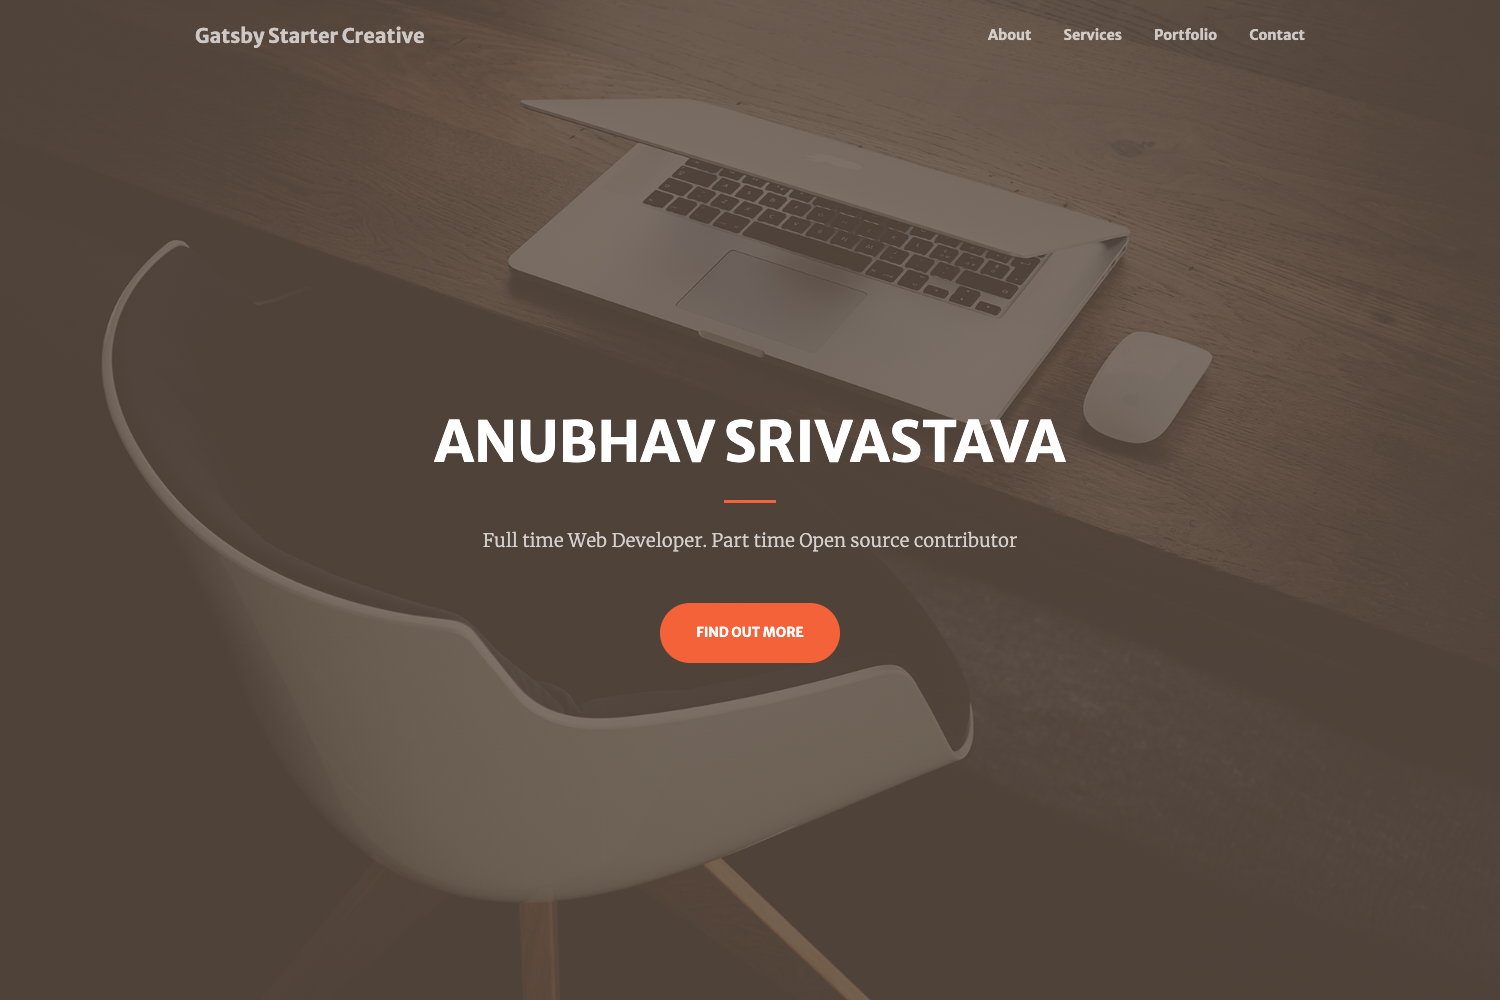 Gatsby Starter Creative
About Services Portfolio Contact
ANUBHAV SRIVASTAVA
Full time Web Developer. Part time Open source contributor
FIND OUT MORE